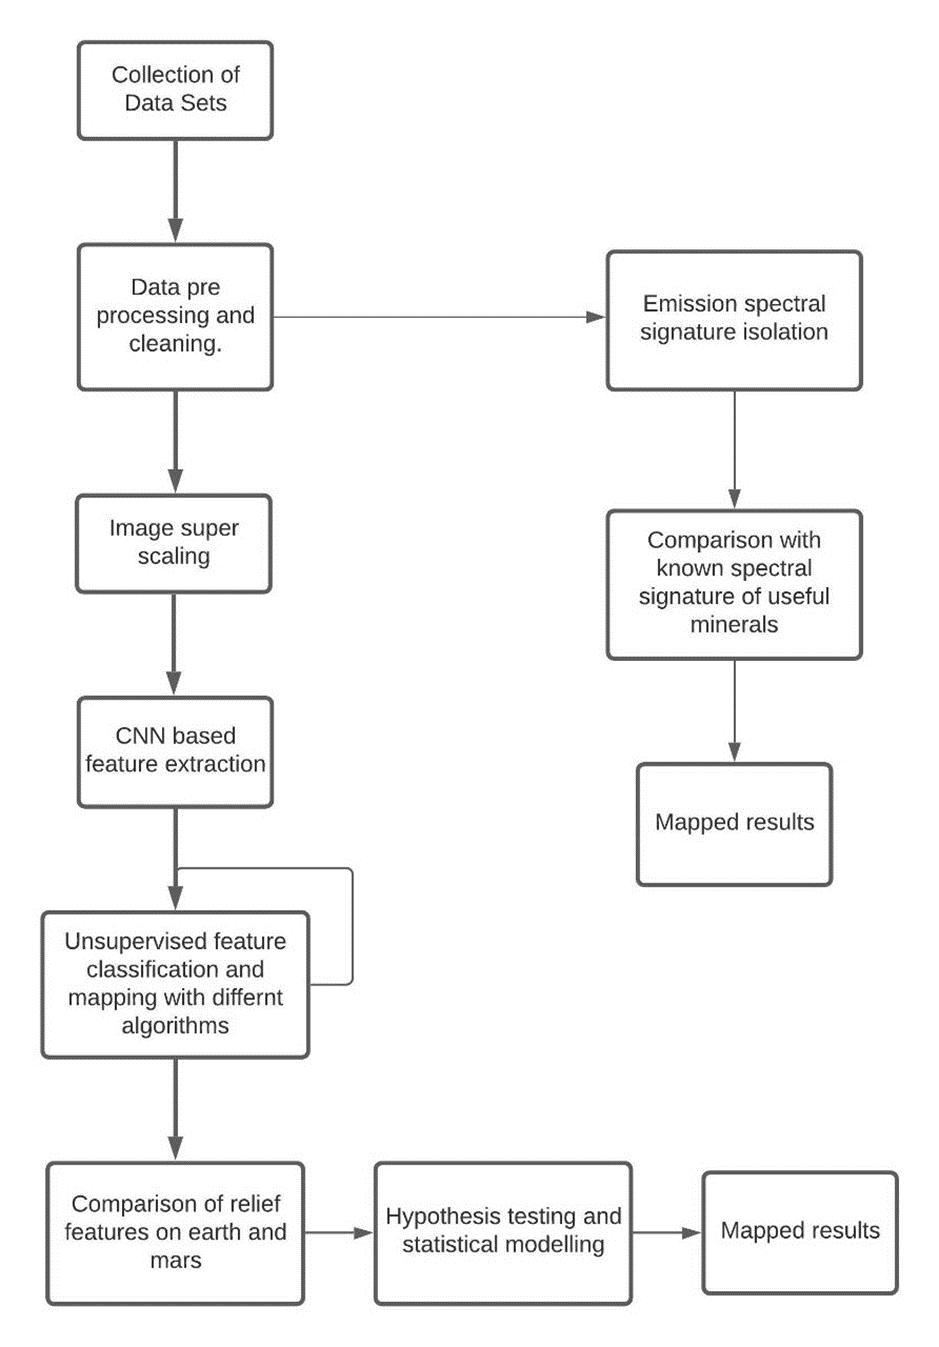 Collection of
Data Sets
Data pre
processing and
cleaning.
Emission spectral
signature isolation
Image super
scaling
Comparison with
known spectral
signature of useful
minerals
CNN based
feature extraction
Mapped results
Unsupervised feature
classification and
mapping with differnt
algorithms
Comparison of relief
features on earth and
mars
Hypothesis testing and
statistical modelling
Mapped results